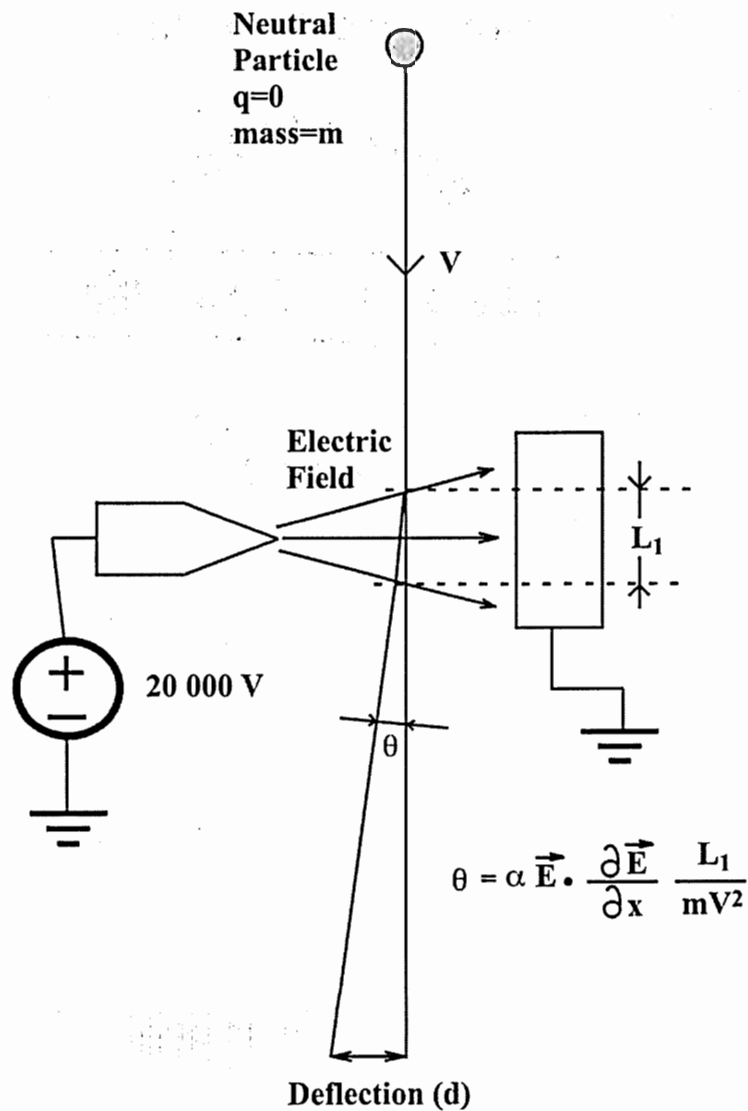 Neutral
Particle
q=0
mass=m
V
Electric
Field
L₁
+
−
20 000 V
θ
θ = α E⃗ · ∂E⃗/∂x L₁/mV²
Deflection (d)